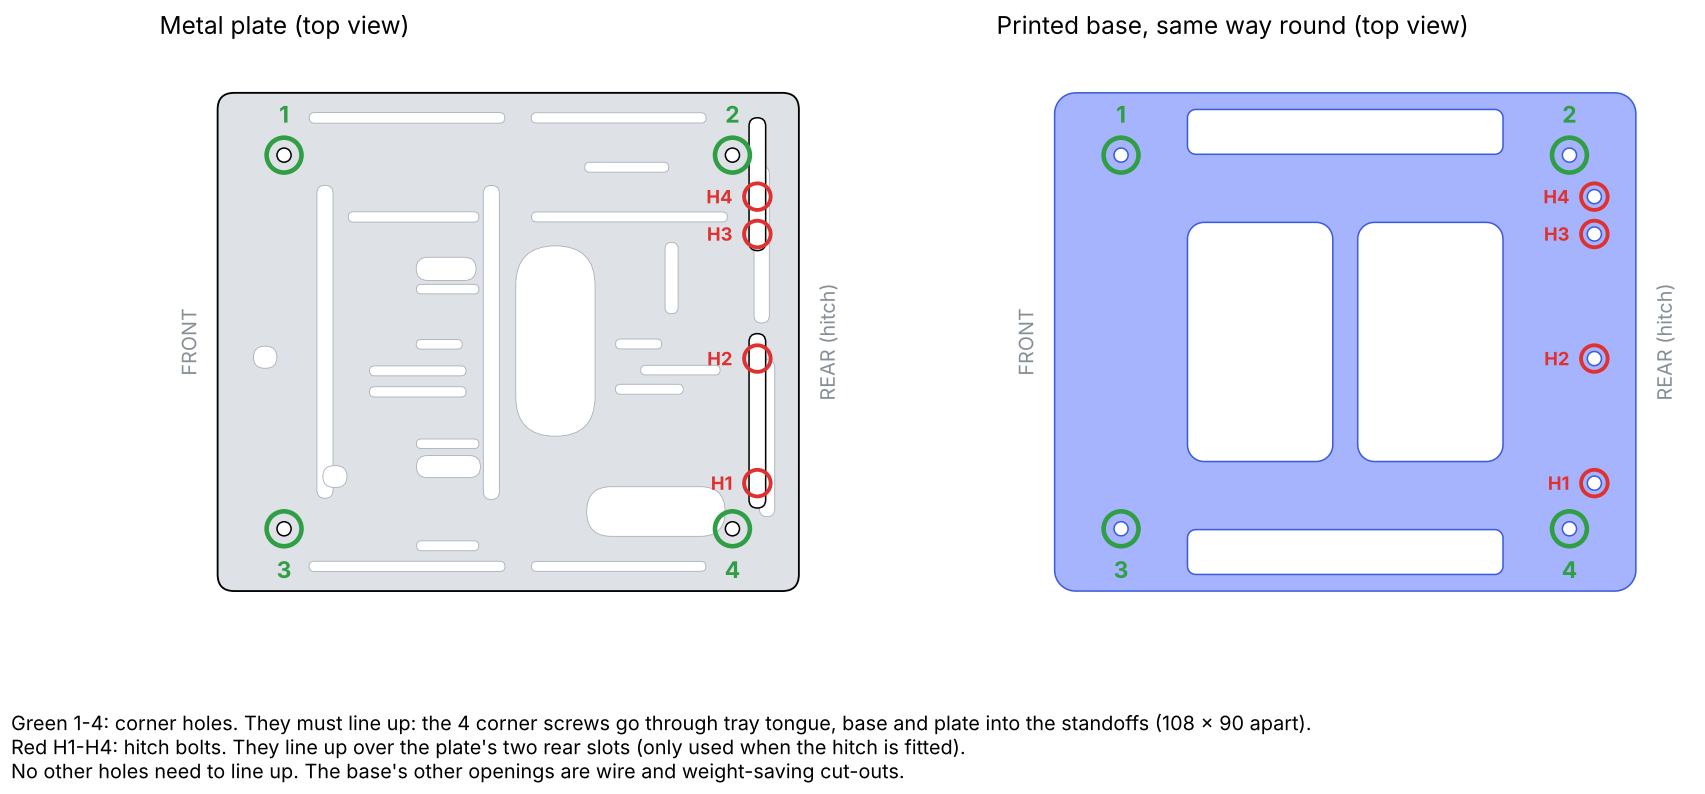 Metal plate (top view)
Printed base, same way round (top view)
1
2
H4
H3
H2
H1
3
4
FRONT
REAR (hitch)
1
2
H4
H3
H2
H1
3
4
FRONT
REAR (hitch)
Green 1-4: corner holes. They must line up: the 4 corner screws go through tray tongue, base and plate into the standoffs (108 × 90 apart).
Red H1-H4: hitch bolts. They line up over the plate's two rear slots (only used when the hitch is fitted).
No other holes need to line up. The base's other openings are wire and weight-saving cut-outs.